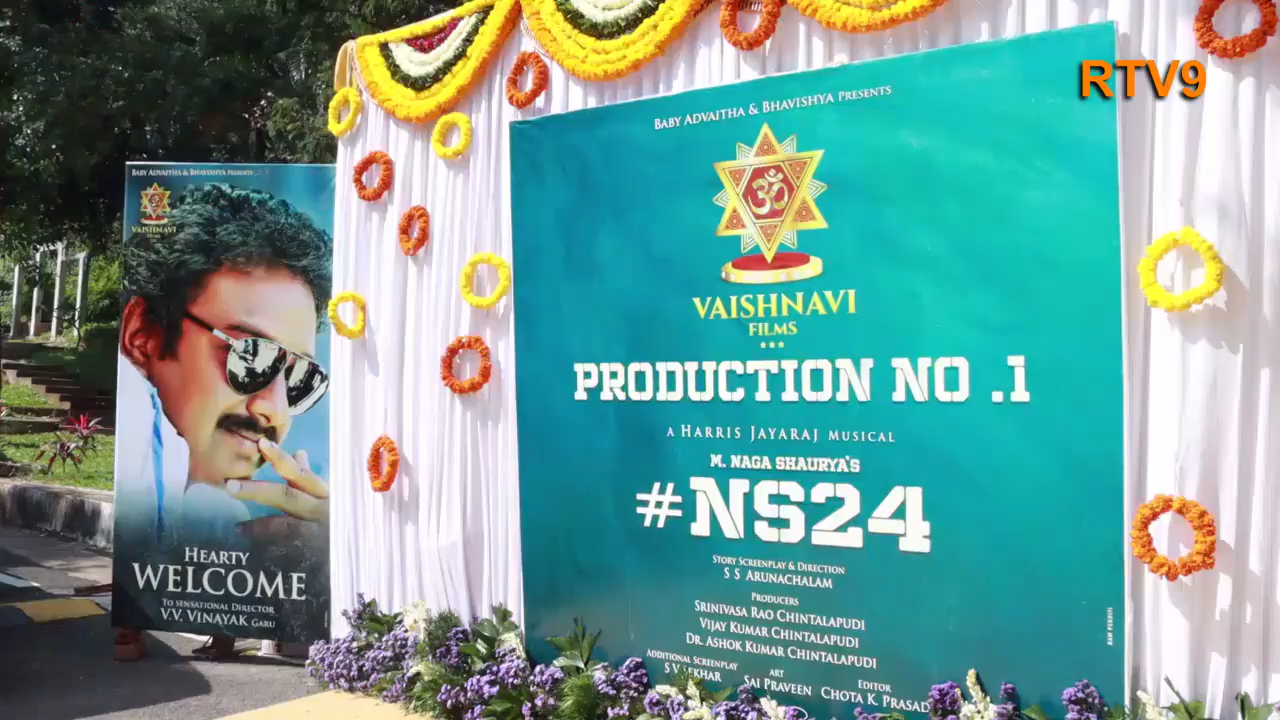 RTV9
BABY ADVAITHA & BHAVISHYA PRESENTS
VAISHNAVI
FILMS
HEARTY
WELCOME
TO SENSATIONAL DIRECTOR
V.V. VINAYAK GARU
BABY ADVAITHA & BHAVISHYA PRESENTS
ॐ
VAISHNAVI
FILMS
PRODUCTION NO .1
A HARRIS JAYARAJ MUSICAL
M. NAGA SHAURYA'S
#NS24
STORY SCREENPLAY & DIRECTION
S S ARUNACHALAM
PRODUCERS
SRINIVASA RAO CHINTALAPUDI
VIJAY KUMAR CHINTALAPUDI
DR. ASHOK KUMAR CHINTALAPUDI
ADDITIONAL SCREENPLAY ART EDITOR
SAI PRAVEEN CHOTA K. PRASAD